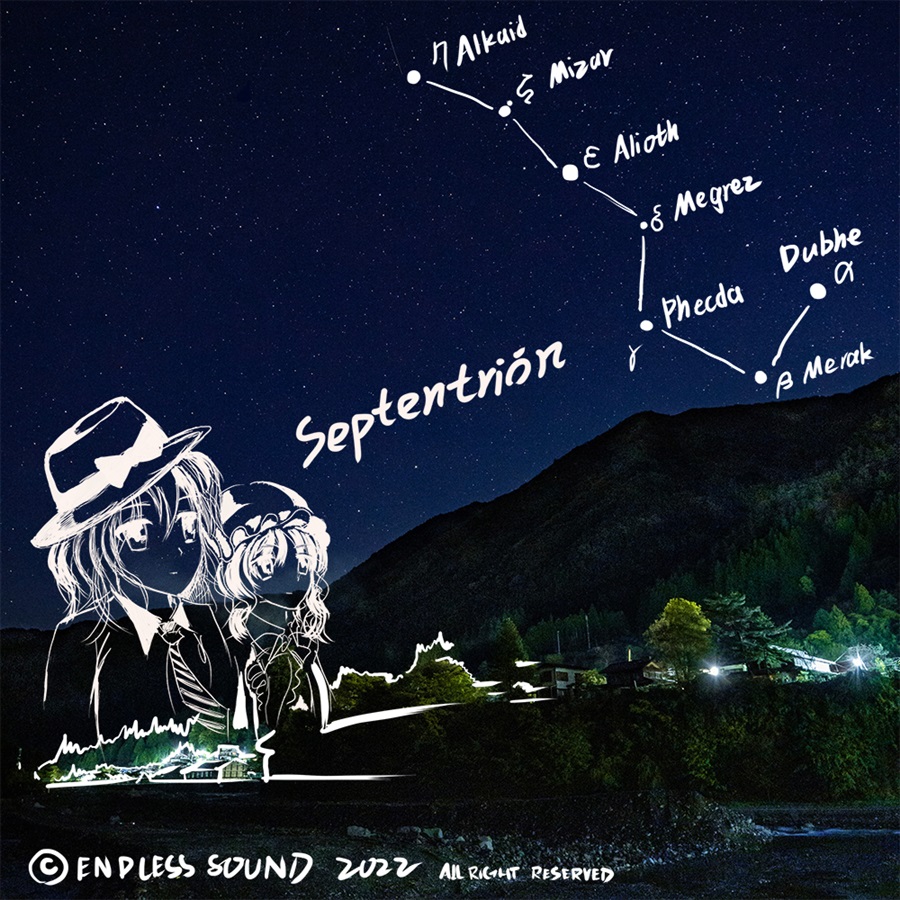 η Alkaid
ζ Mizar
ε Alioth
δ Megrez
Dubhe
α
Phecda
γ
β Merak
Septentrión
© ENDLESS SOUND 2022 ALL RIGHT RESERVED